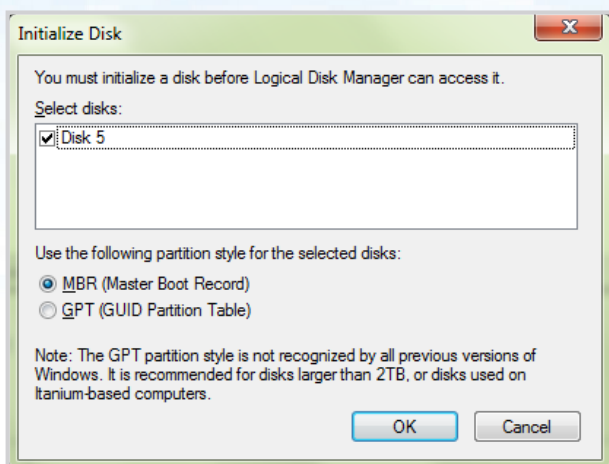 Initialize Disk
You must initialize a disk before Logical Disk Manager can access it.
Select disks:
Disk 5
Use the following partition style for the selected disks:
MBR (Master Boot Record)
GPT (GUID Partition Table)
Note: The GPT partition style is not recognized by all previous versions of
Windows. It is recommended for disks larger than 2TB, or disks used on
Itanium-based computers.
OK Cancel